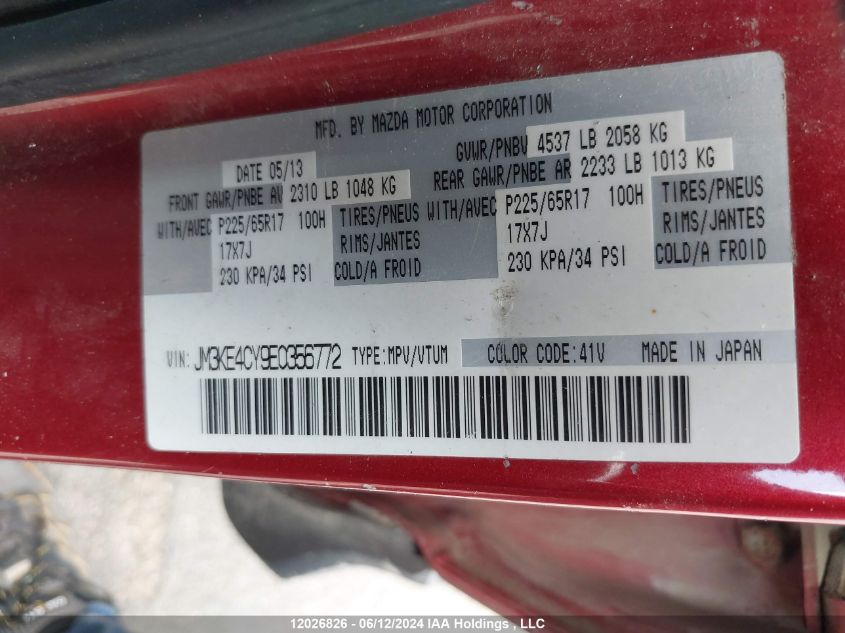 MFD. BY MAZDA MOTOR CORPORATION
DATE 05/13
GVWR/PNBV 4537 LB 2058 KG
FRONT GAWR/PNBE AV 2310 LB 1048 KG
REAR GAWR/PNBE AR 2233 LB 1013 KG
WITH/AVEC P225/65R17 100H TIRES/PNEUS
WITH/AVEC P225/65R17 100H TIRES/PNEUS
17X7J RIMS/JANTES
17X7J RIMS/JANTES
230 KPA/34 PSI COLD/A FROID
230 KPA/34 PSI COLD/A FROID
VIN: JM3KE4CY9E0356772 TYPE:MPV/VTUM COLOR CODE:41V MADE IN JAPAN
12026826 - 06/12/2024 IAA Holdings , LLC